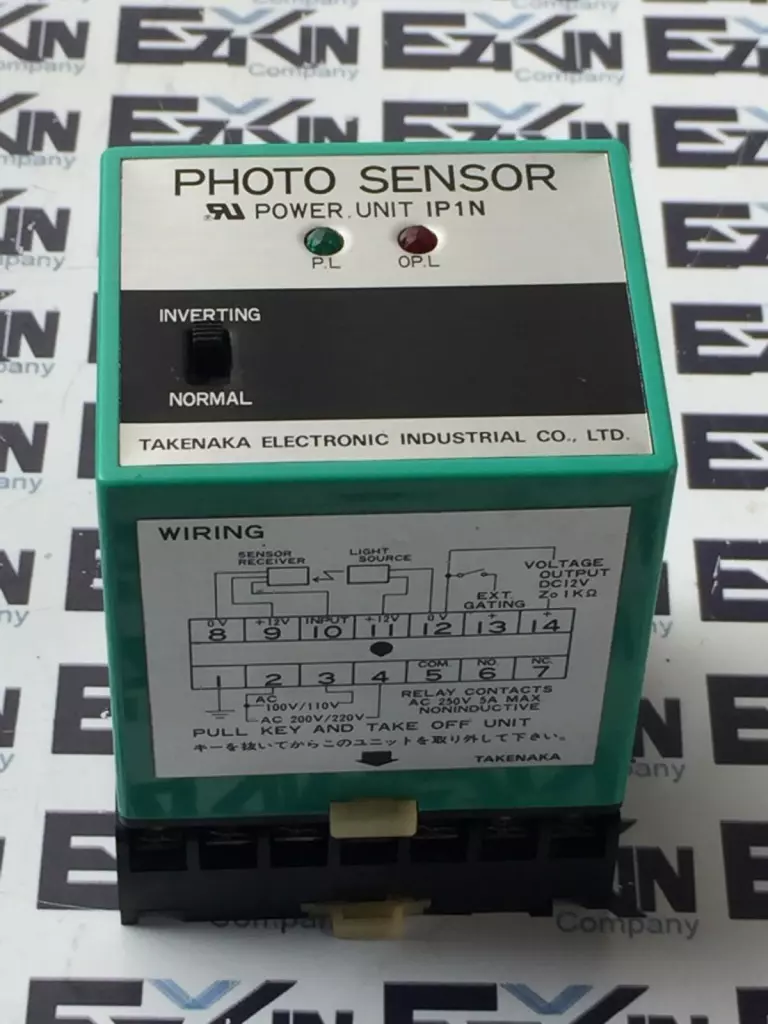 EZIKIN
Company
PHOTO SENSOR
POWER UNIT IP1N
P.L OP.L
INVERTING
NORMAL
TAKENAKA ELECTRONIC INDUSTRIAL CO., LTD.
WIRING
SENSOR RECEIVER
LIGHT SOURCE
VOLTAGE OUTPUT DC12V Zo 1KΩ
EXT. GATING
0V +12V INPUT +12V 0V + +
8 9 10 11 12 13 14
COM. NO. NC.
1 2 3 4 5 6 7
AC 100V/110V
AC 200V/220V
RELAY CONTACTS
AC 250V 5A MAX
NONINDUCTIVE
PULL KEY AND TAKE OFF UNIT
キーを抜いてからこのユニットを取り外して下さい。
TAKENAKA